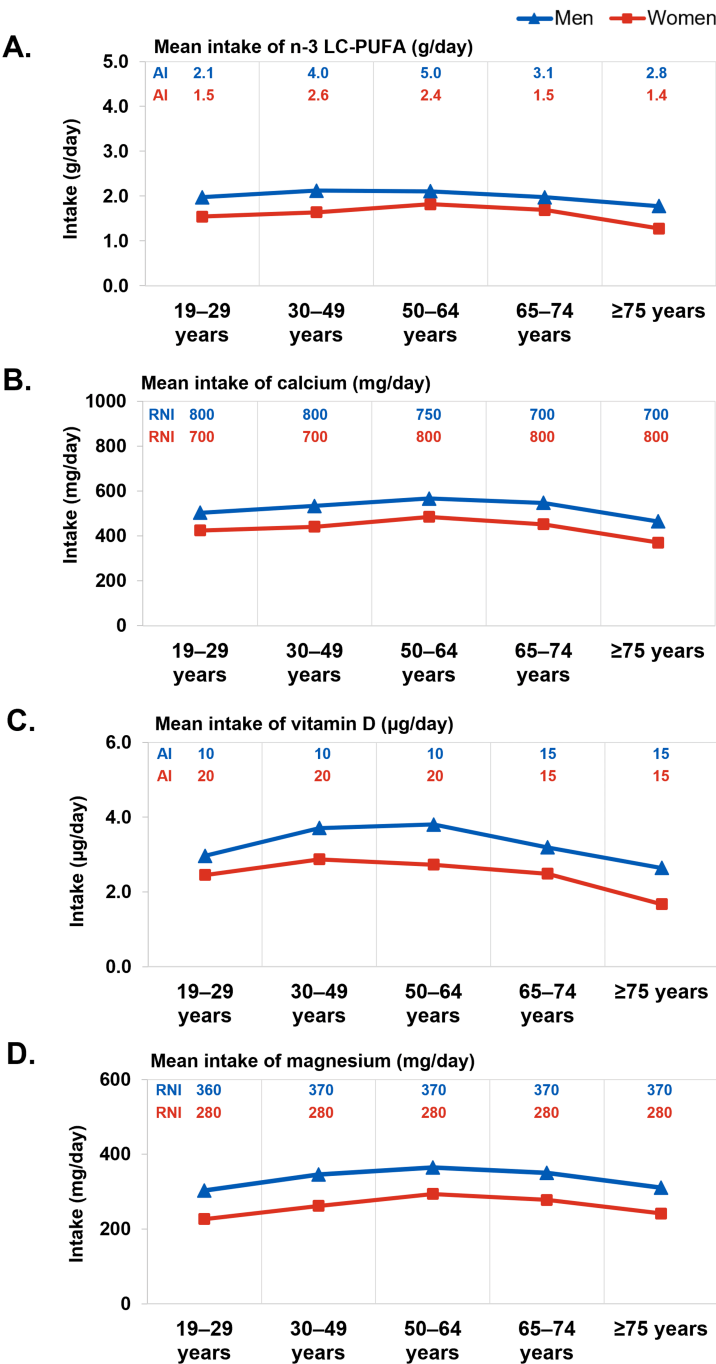 Men Women
A.
Mean intake of n-3 LC-PUFA (g/day)
5.0
AI 2.1 4.0 5.0 3.1 2.8
AI 1.5 2.6 2.4 1.5 1.4
4.0
3.0
2.0
1.0
0.0
Intake (g/day)
19–29 30–49 50–64 65–74 ≥75 years
years years years years
B.
Mean intake of calcium (mg/day)
1000
RNI 800 800 750 700 700
RNI 700 700 800 800 800
800
600
400
200
0
Intake (mg/day)
19–29 30–49 50–64 65–74 ≥75 years
years years years years
C.
Mean intake of vitamin D (µg/day)
6.0
AI 10 10 10 15 15
AI 20 20 20 15 15
4.0
2.0
0.0
Intake (µg/day)
19–29 30–49 50–64 65–74 ≥75 years
years years years years
D.
Mean intake of magnesium (mg/day)
600
RNI 360 370 370 370 370
RNI 280 280 280 280 280
400
200
0
Intake (mg/day)
19–29 30–49 50–64 65–74 ≥75 years
years years years years